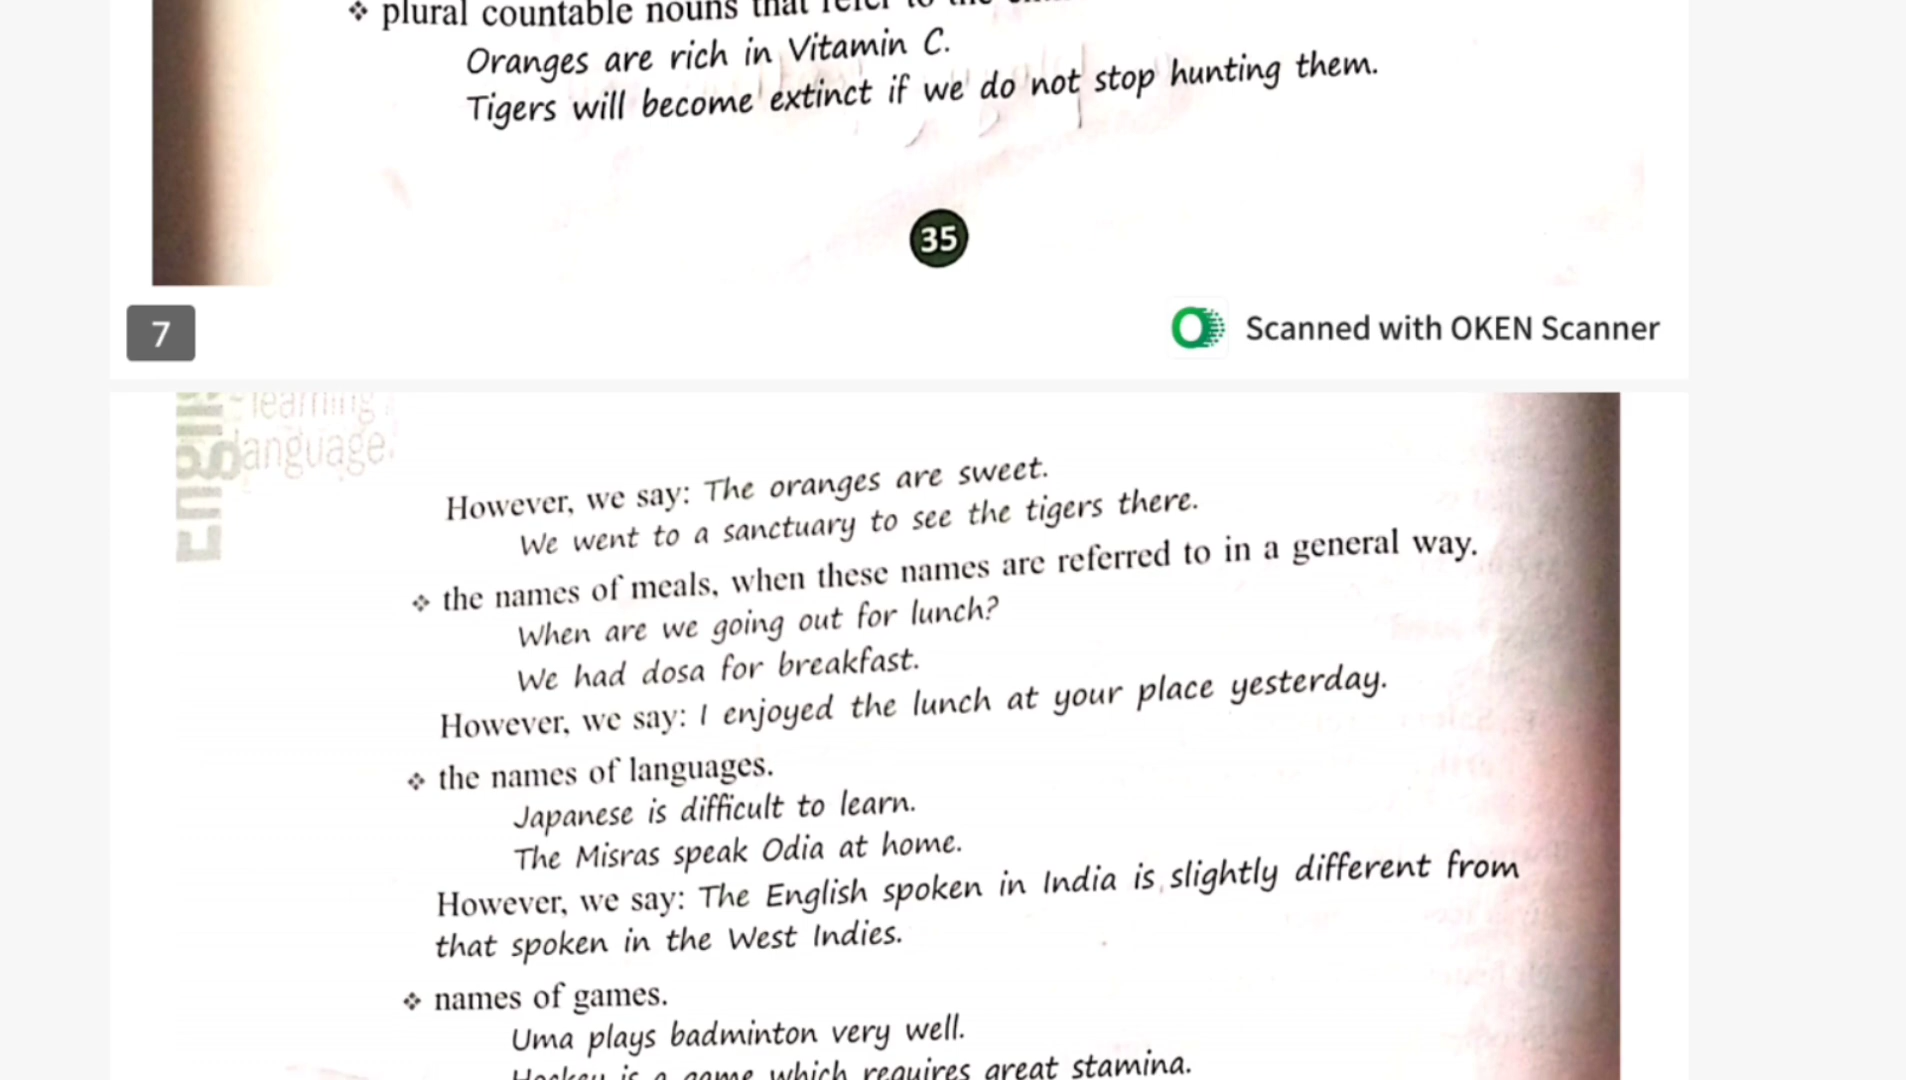 ❖ plural countable nouns that refer to the
Oranges are rich in Vitamin C.
Tigers will become extinct if we do not stop hunting them.
35
7
Scanned with OKEN Scanner
learning
language.
English
However, we say: The oranges are sweet.
We went to a sanctuary to see the tigers there.
❖ the names of meals, when these names are referred to in a general way.
When are we going out for lunch?
We had dosa for breakfast.
However, we say: I enjoyed the lunch at your place yesterday.
❖ the names of languages.
Japanese is difficult to learn.
The Misras speak Odia at home.
However, we say: The English spoken in India is slightly different from
that spoken in the West Indies.
❖ names of games.
Uma plays badminton very well.
Hockey is a game which requires great stamina.